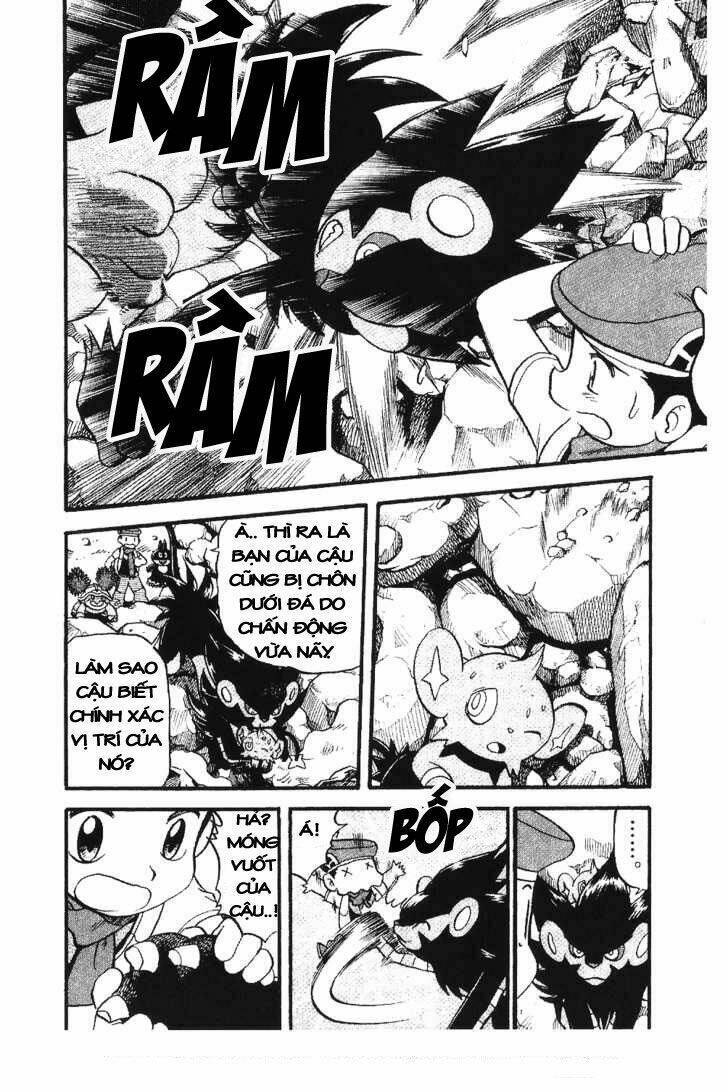 RẦM
RẦM
À.. THÌ RA LÀ
BẠN CỦA CẬU
CŨNG BỊ CHÔN
DƯỚI ĐÁ DO
CHẤN ĐỘNG
VỪA NÃY.
LÀM SAO
CẬU BIẾT
CHÍNH XÁC
VỊ TRÍ CỦA
NÓ?
HẢ?
MÓNG
VUỐT
CỦA
CẬU..!
Á!
BỐP
......